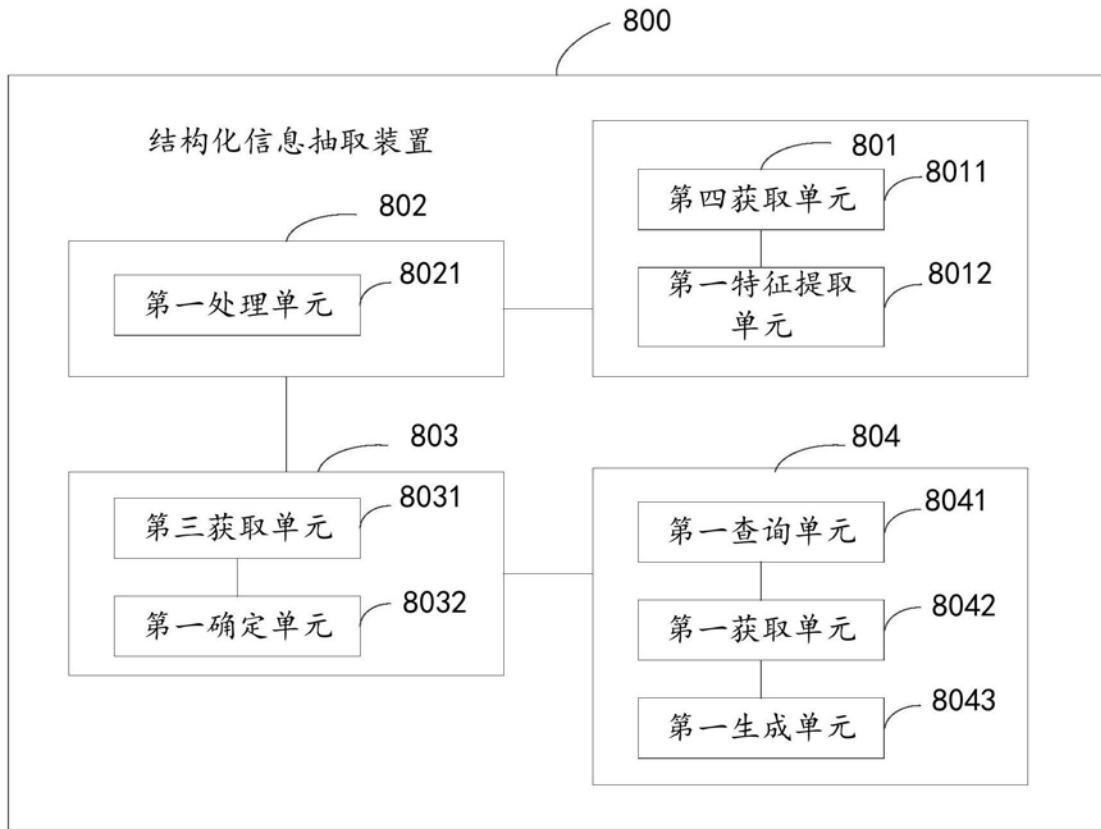 800
结构化信息抽取装置
801
第四获取单元
8011
802
第一处理单元
8021
第一特征提取
单元
8012
803
第三获取单元
8031
第一确定单元
8032
804
第一查询单元
8041
第一获取单元
8042
第一生成单元
8043